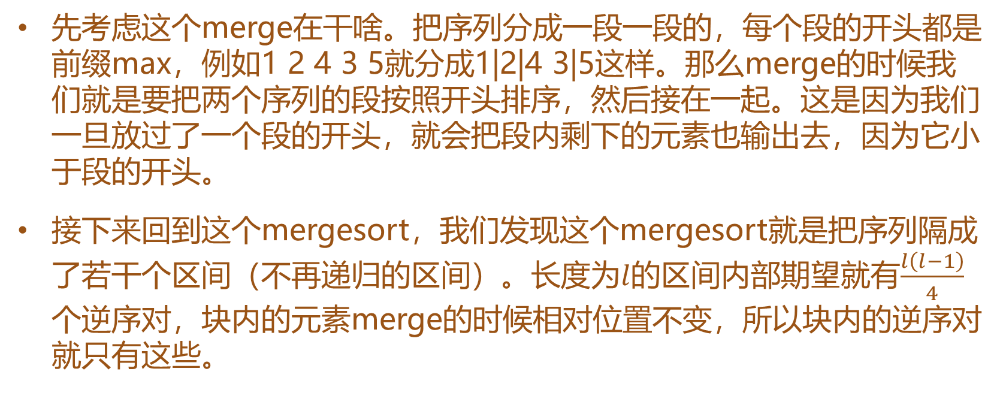 • 先考虑这个merge在干啥。把序列分成一段一段的，每个段的开头都是
前缀max，例如1 2 4 3 5就分成1|2|4 3|5这样。那么merge的时候我
们就是要把两个序列的段按照开头排序，然后接在一起。这是因为我们
一旦放过了一个段的开头，就会把段内剩下的元素也输出去，因为它小
于段的开头。
• 接下来回到这个mergesort，我们发现这个mergesort就是把序列隔成
了若干个区间（不再递归的区间）。长度为l的区间内部期望就有l(l−1)/4
个逆序对，块内的元素merge的时候相对位置不变，所以块内的逆序对
就只有这些。